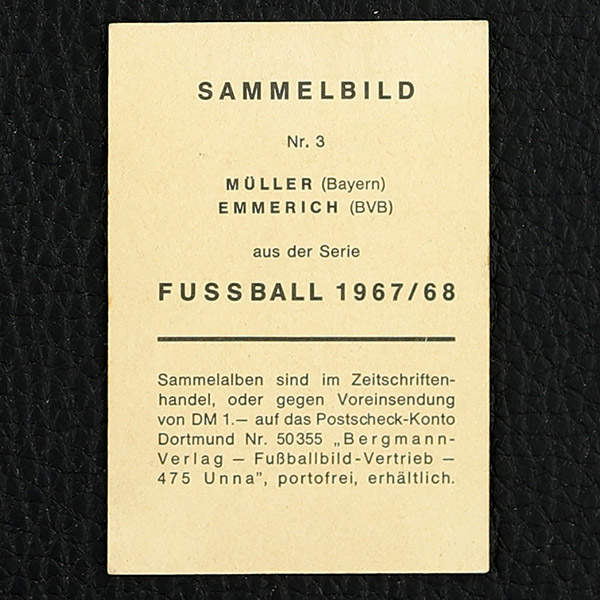 SAMMELBILD
Nr. 3
MÜLLER (Bayern)
EMMERICH (BVB)
aus der Serie
FUSSBALL 1967/68
Sammelalben sind im Zeitschriften-
handel, oder gegen Voreinsendung
von DM 1.— auf das Postscheck-Konto
Dortmund Nr. 50355 „Bergmann-
Verlag — Fußballbild-Vertrieb —
475 Unna”, portofrei, erhältlich.